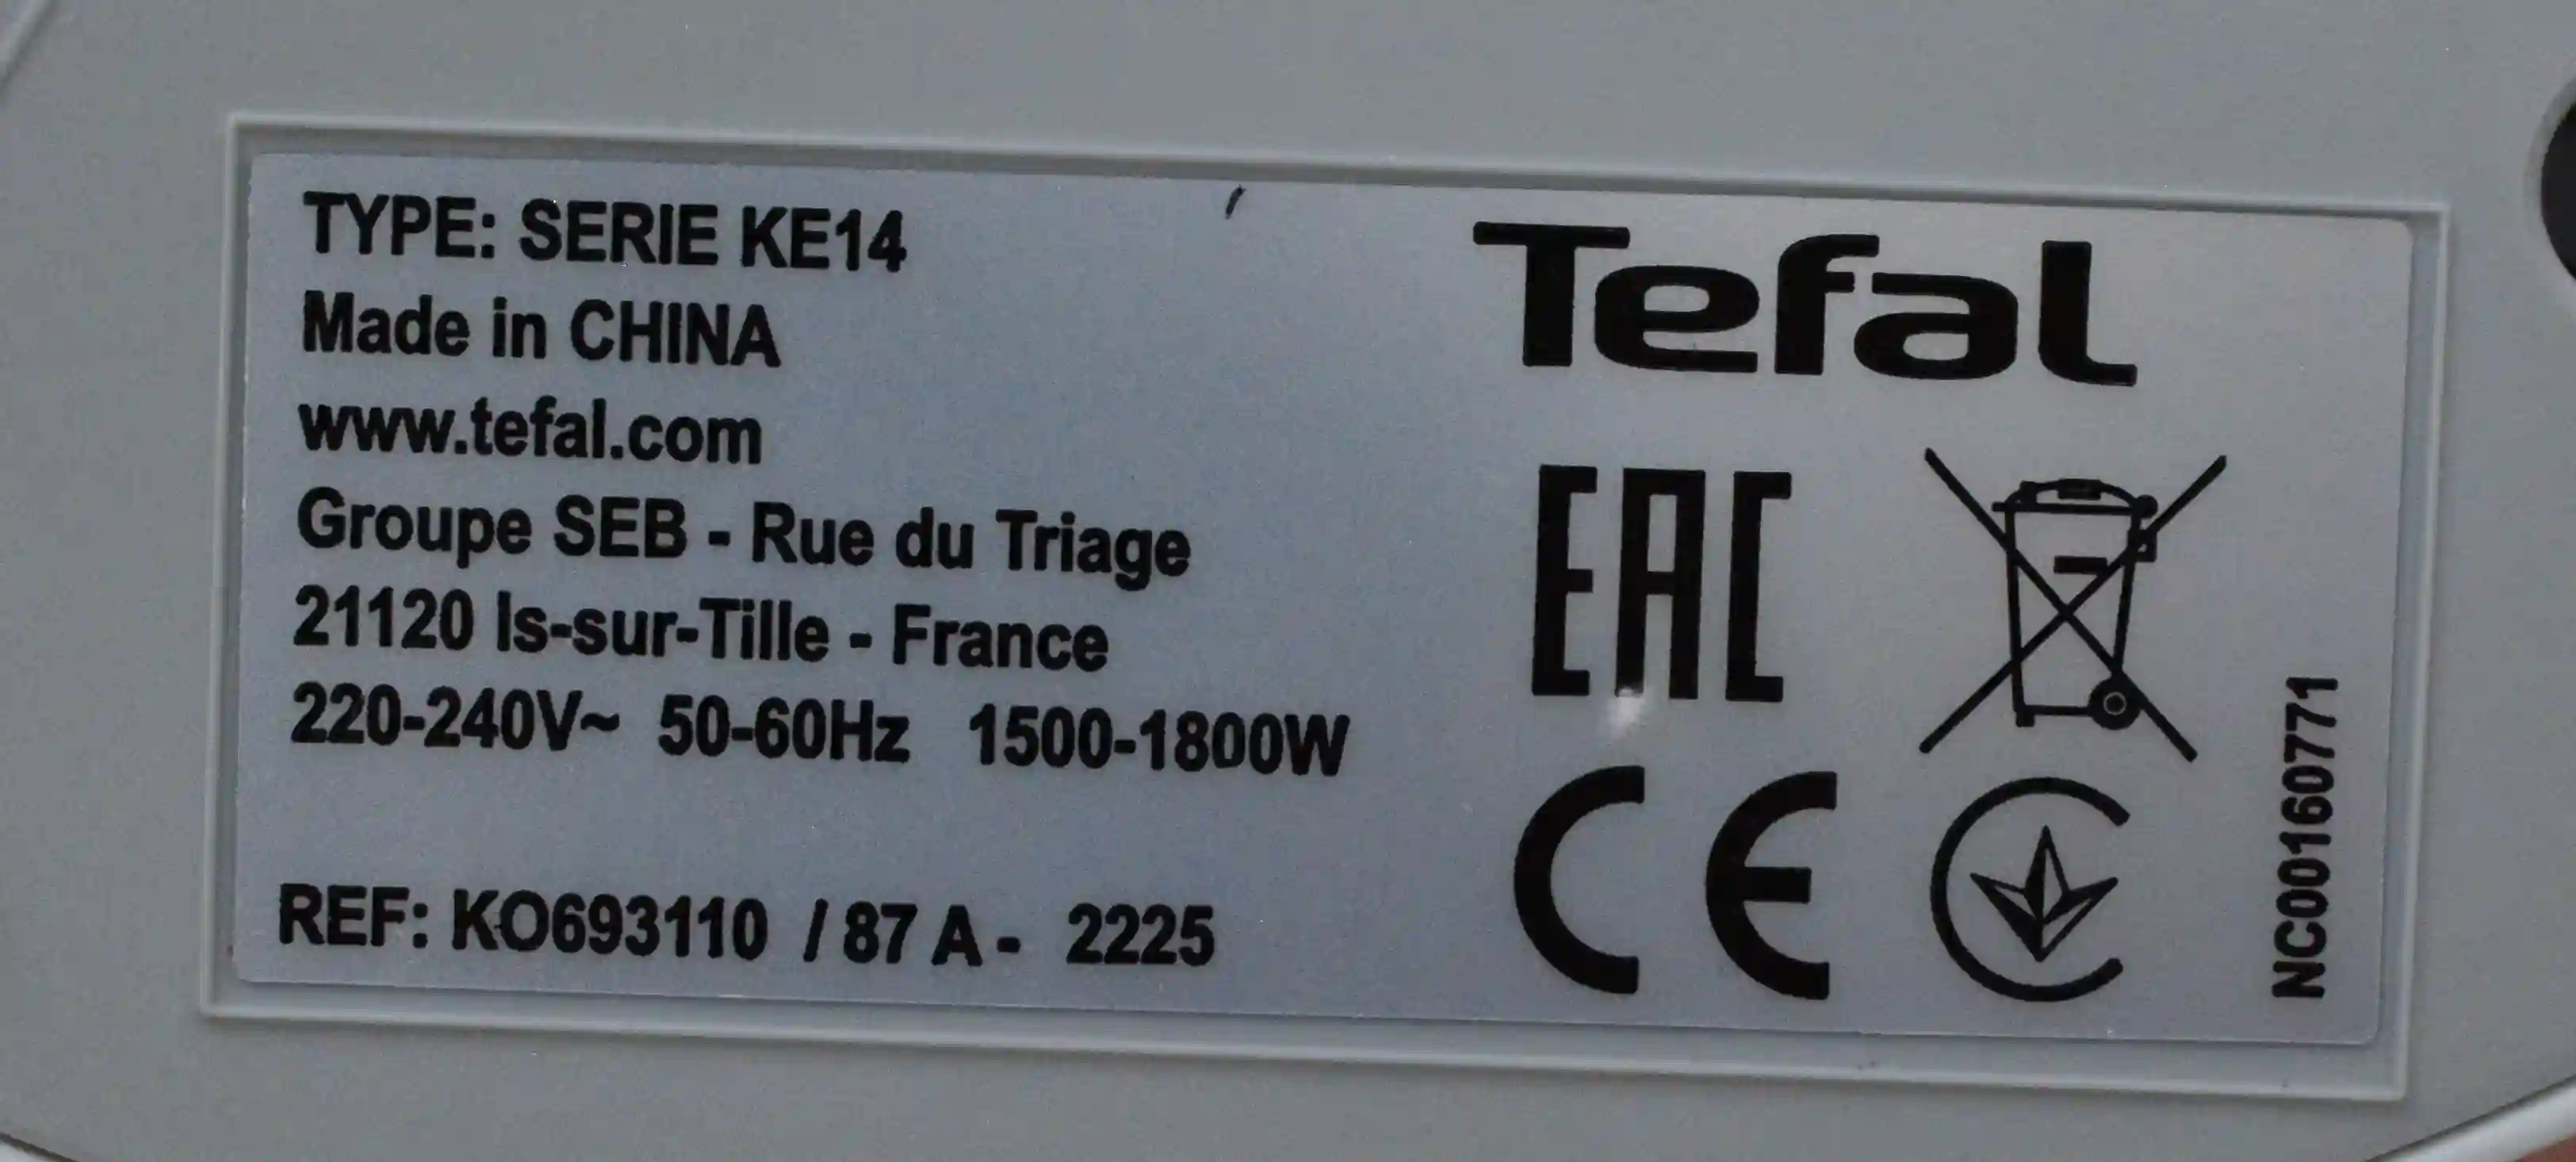 TYPE: SERIE KE14
Made in CHINA
www.tefal.com
Groupe SEB - Rue du Triage
21120 Is-sur-Tille - France
220-240V~ 50-60Hz 1500-1800W
REF: KO693110 / 87 A - 2225
Tefal
EAC
CE
NC00160771